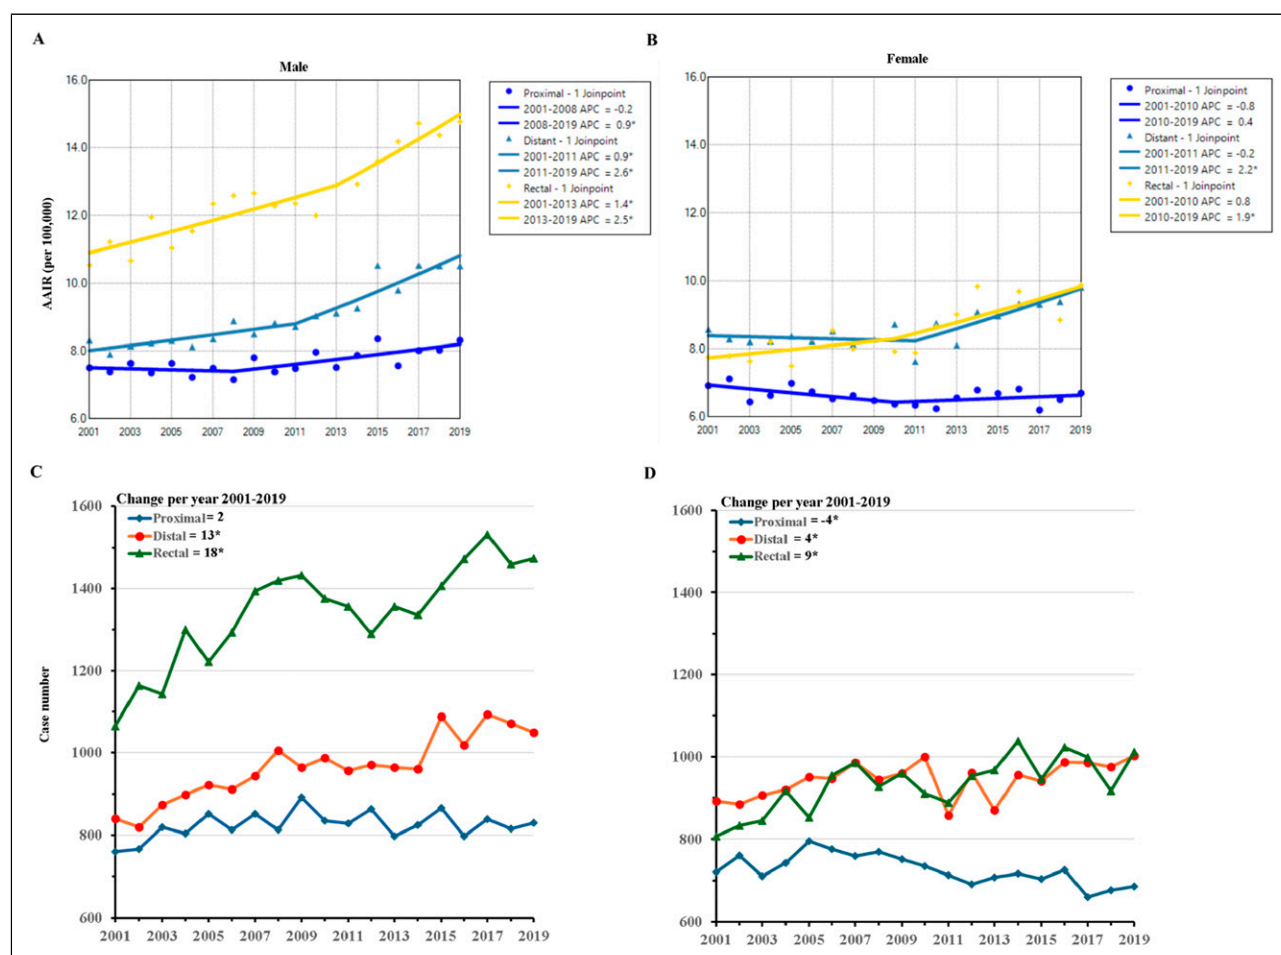 A
Male
AAIR (per 100,000)
16.0
14.0
12.0
10.0
8.0
6.0
2001 2003 2005 2007 2009 2011 2013 2015 2017 2019
Proximal - 1 Joinpoint
2001-2008 APC = -0.2
2008-2019 APC = 0.9*
Distant - 1 Joinpoint
2001-2011 APC = 0.9*
2011-2019 APC = 2.6*
Rectal - 1 Joinpoint
2001-2013 APC = 1.4*
2013-2019 APC = 2.5*
B
Female
16.0
14.0
12.0
10.0
8.0
6.0
2001 2003 2005 2007 2009 2011 2013 2015 2017 2019
Proximal - 1 Joinpoint
2001-2010 APC = -0.8
2010-2019 APC = 0.4
Distant - 1 Joinpoint
2001-2011 APC = -0.2
2011-2019 APC = 2.2*
Rectal - 1 Joinpoint
2001-2010 APC = 0.8
2010-2019 APC = 1.9*
C
Change per year 2001-2019
Proximal= 2
Distal = 13*
Rectal = 18*
Case number
1600
1400
1200
1000
800
600
2001 2003 2005 2007 2009 2011 2013 2015 2017 2019
D
Change per year 2001-2019
Proximal = -4*
Distal = 4*
Rectal = 9*
1600
1400
1200
1000
800
600
2001 2003 2005 2007 2009 2011 2013 2015 2017 2019